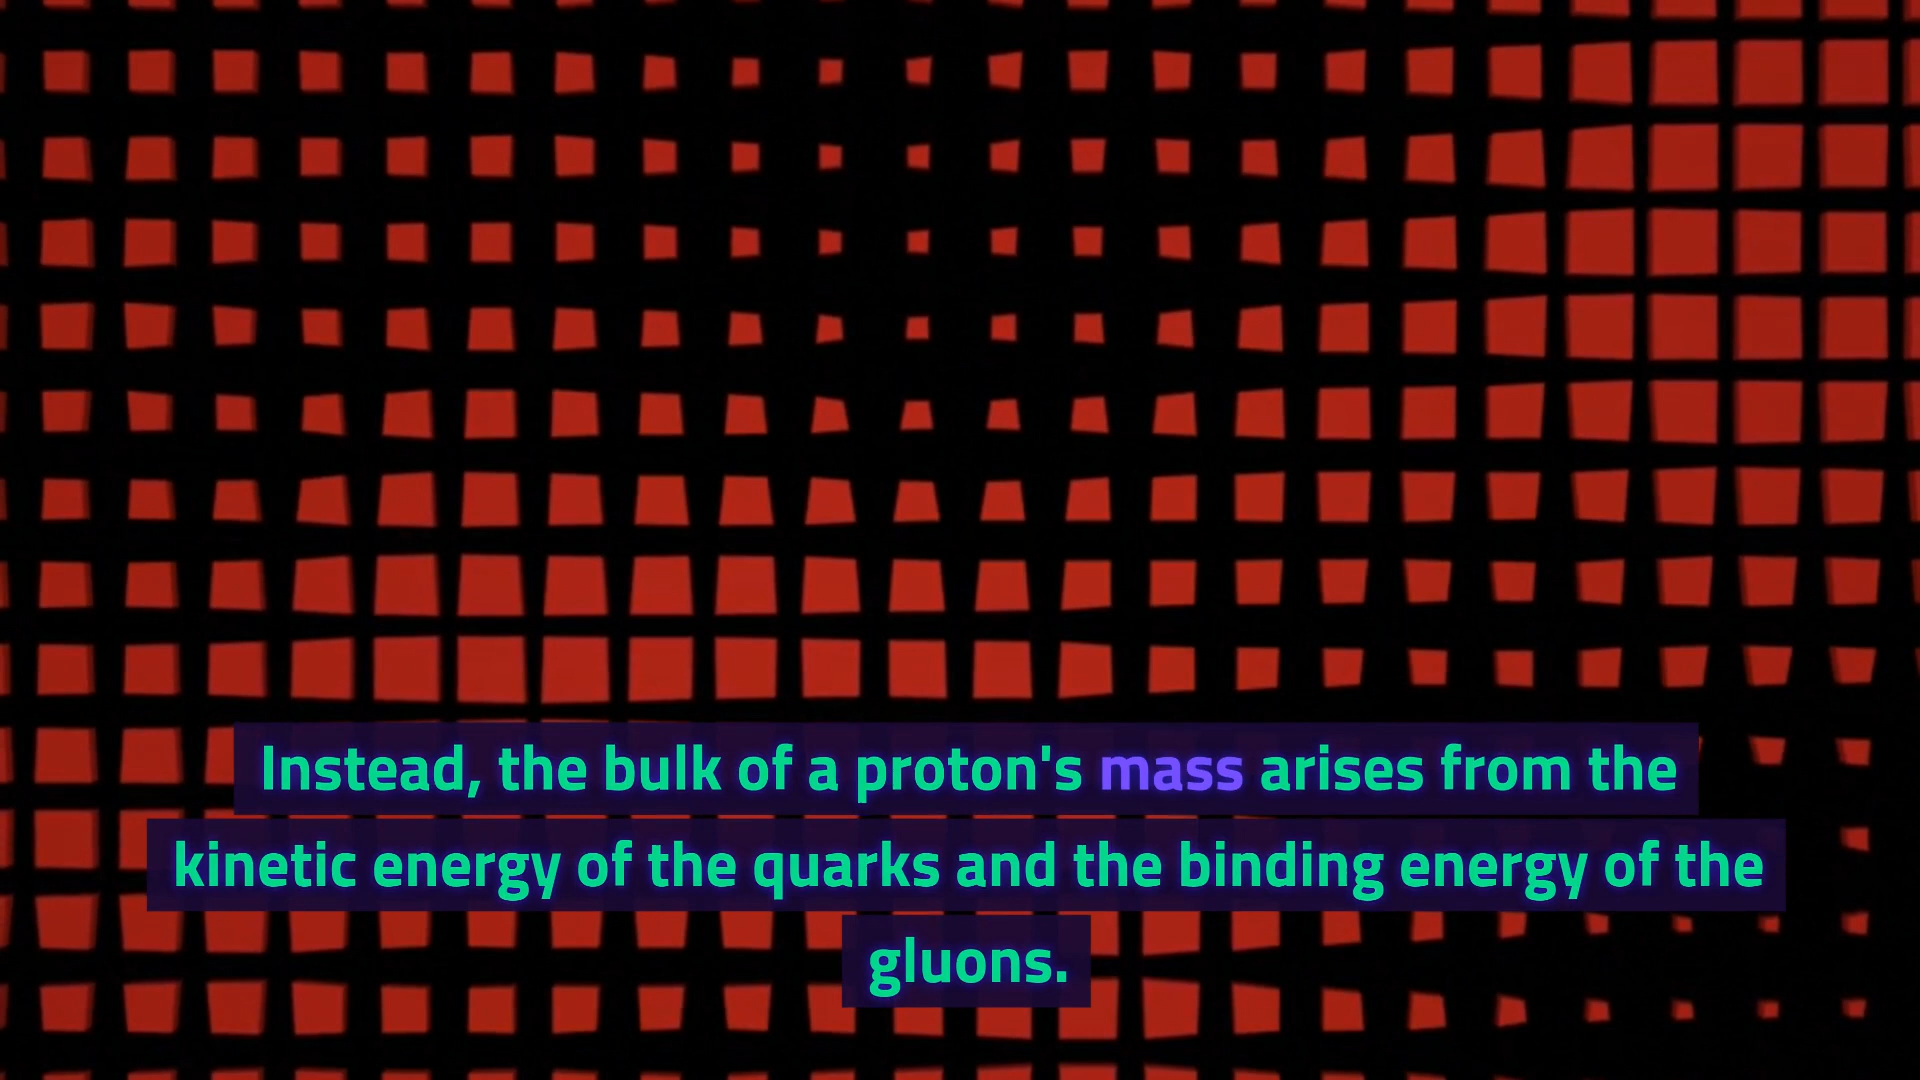 Instead, the bulk of a proton's mass arises from the
kinetic energy of the quarks and the binding energy of the
gluons.